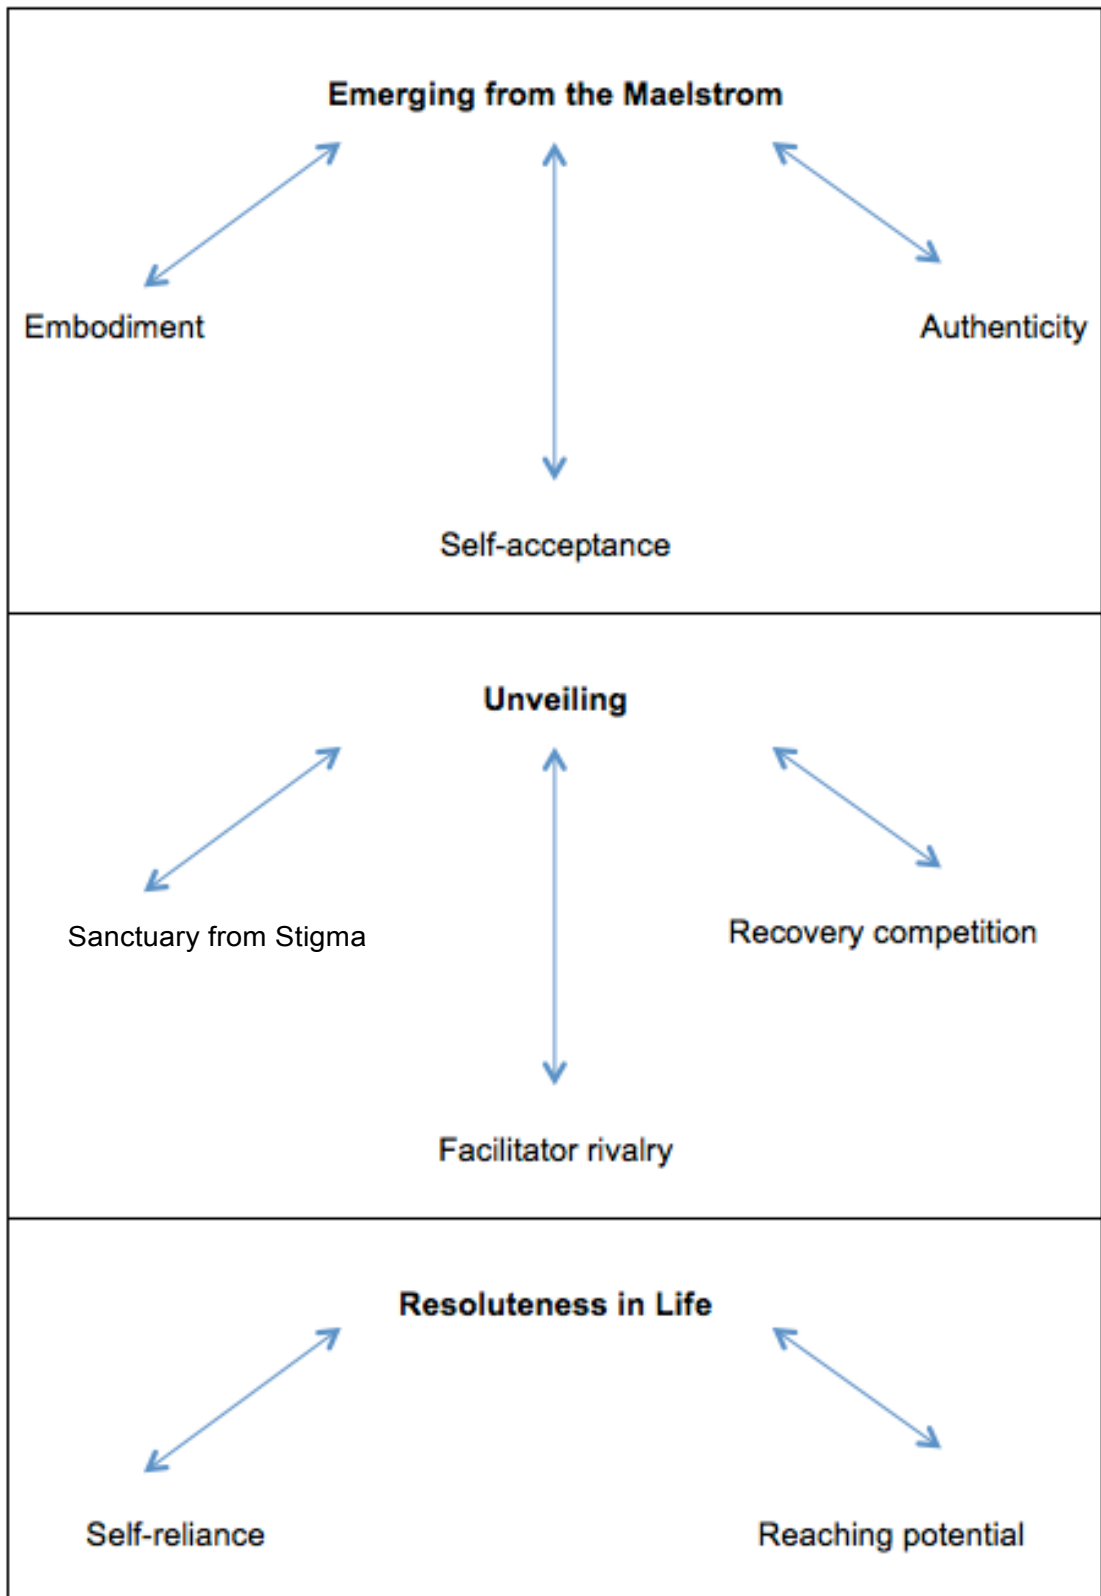 Emerging from the Maelstrom
Embodiment
Authenticity
Self-acceptance
Unveiling
Sanctuary from Stigma
Recovery competition
Facilitator rivalry
Resoluteness in Life
Self-reliance
Reaching potential